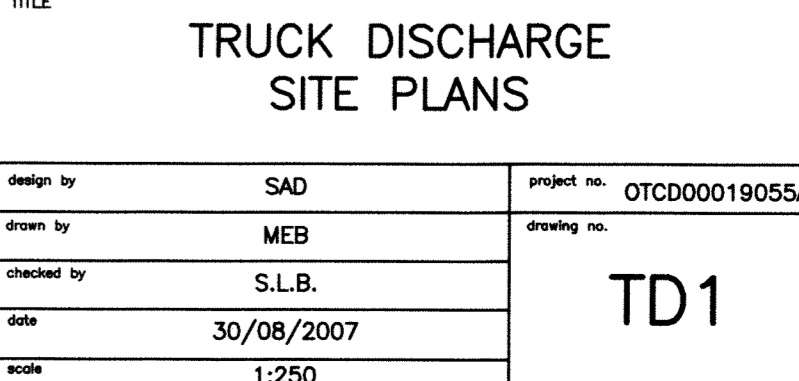 TITLE
TRUCK DISCHARGE
SITE PLANS
design by SAD
project no. OTCD00019055A
drawn by MEB
drawing no.
TD1
checked by S.L.B.
date 30/08/2007
scale 1:250